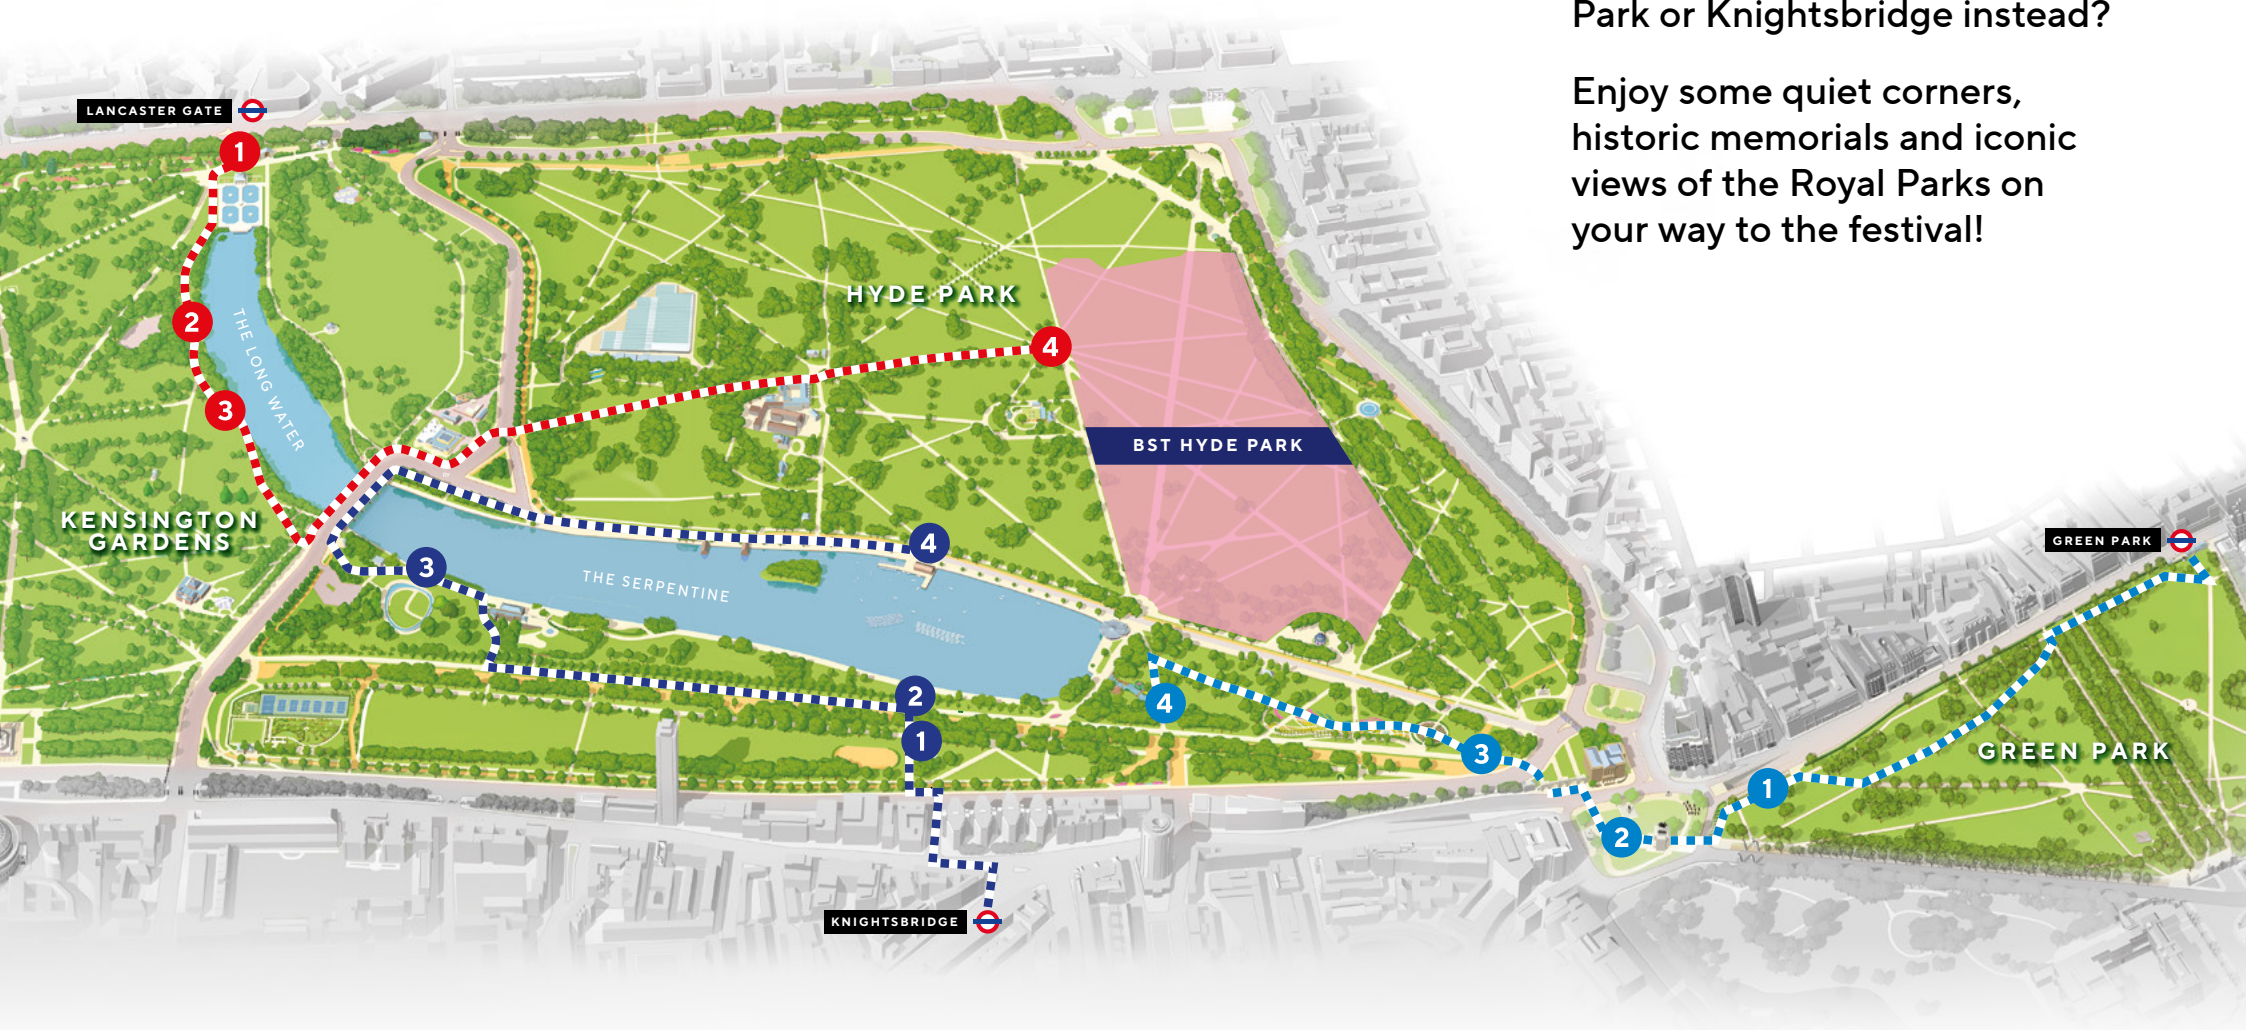 Park or Knightsbridge instead?
Enjoy some quiet corners,
historic memorials and iconic
views of the Royal Parks on
your way to the festival!
LANCASTER GATE
1
2
THE LONG WATER
3
KENSINGTON
GARDENS
HYDE PARK
4
BST HYDE PARK
4
3
THE SERPENTINE
2
1
KNIGHTSBRIDGE
4
3
2
1
GREEN PARK
GREEN PARK